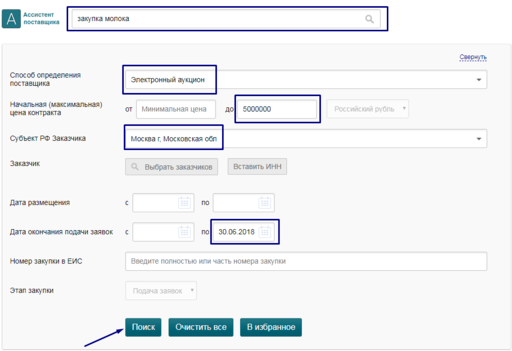 А Ассистент поставщика
закупка молока
Свернуть
Способ определения поставщика
Электронный аукцион
Начальная (максимальная) цена контракта
от Минимальная цена до 5000000 Российский рубль
Субъект РФ Заказчика
Москва г, Московская обл
Заказчик
Выбрать заказчиков Вставить ИНН
Дата размещения с по
Дата окончания подачи заявок с по 30.06.2018
Номер закупки в ЕИС
Введите полностью или часть номера закупки
Этап закупки
Подача заявок
Поиск Очистить все В избранное